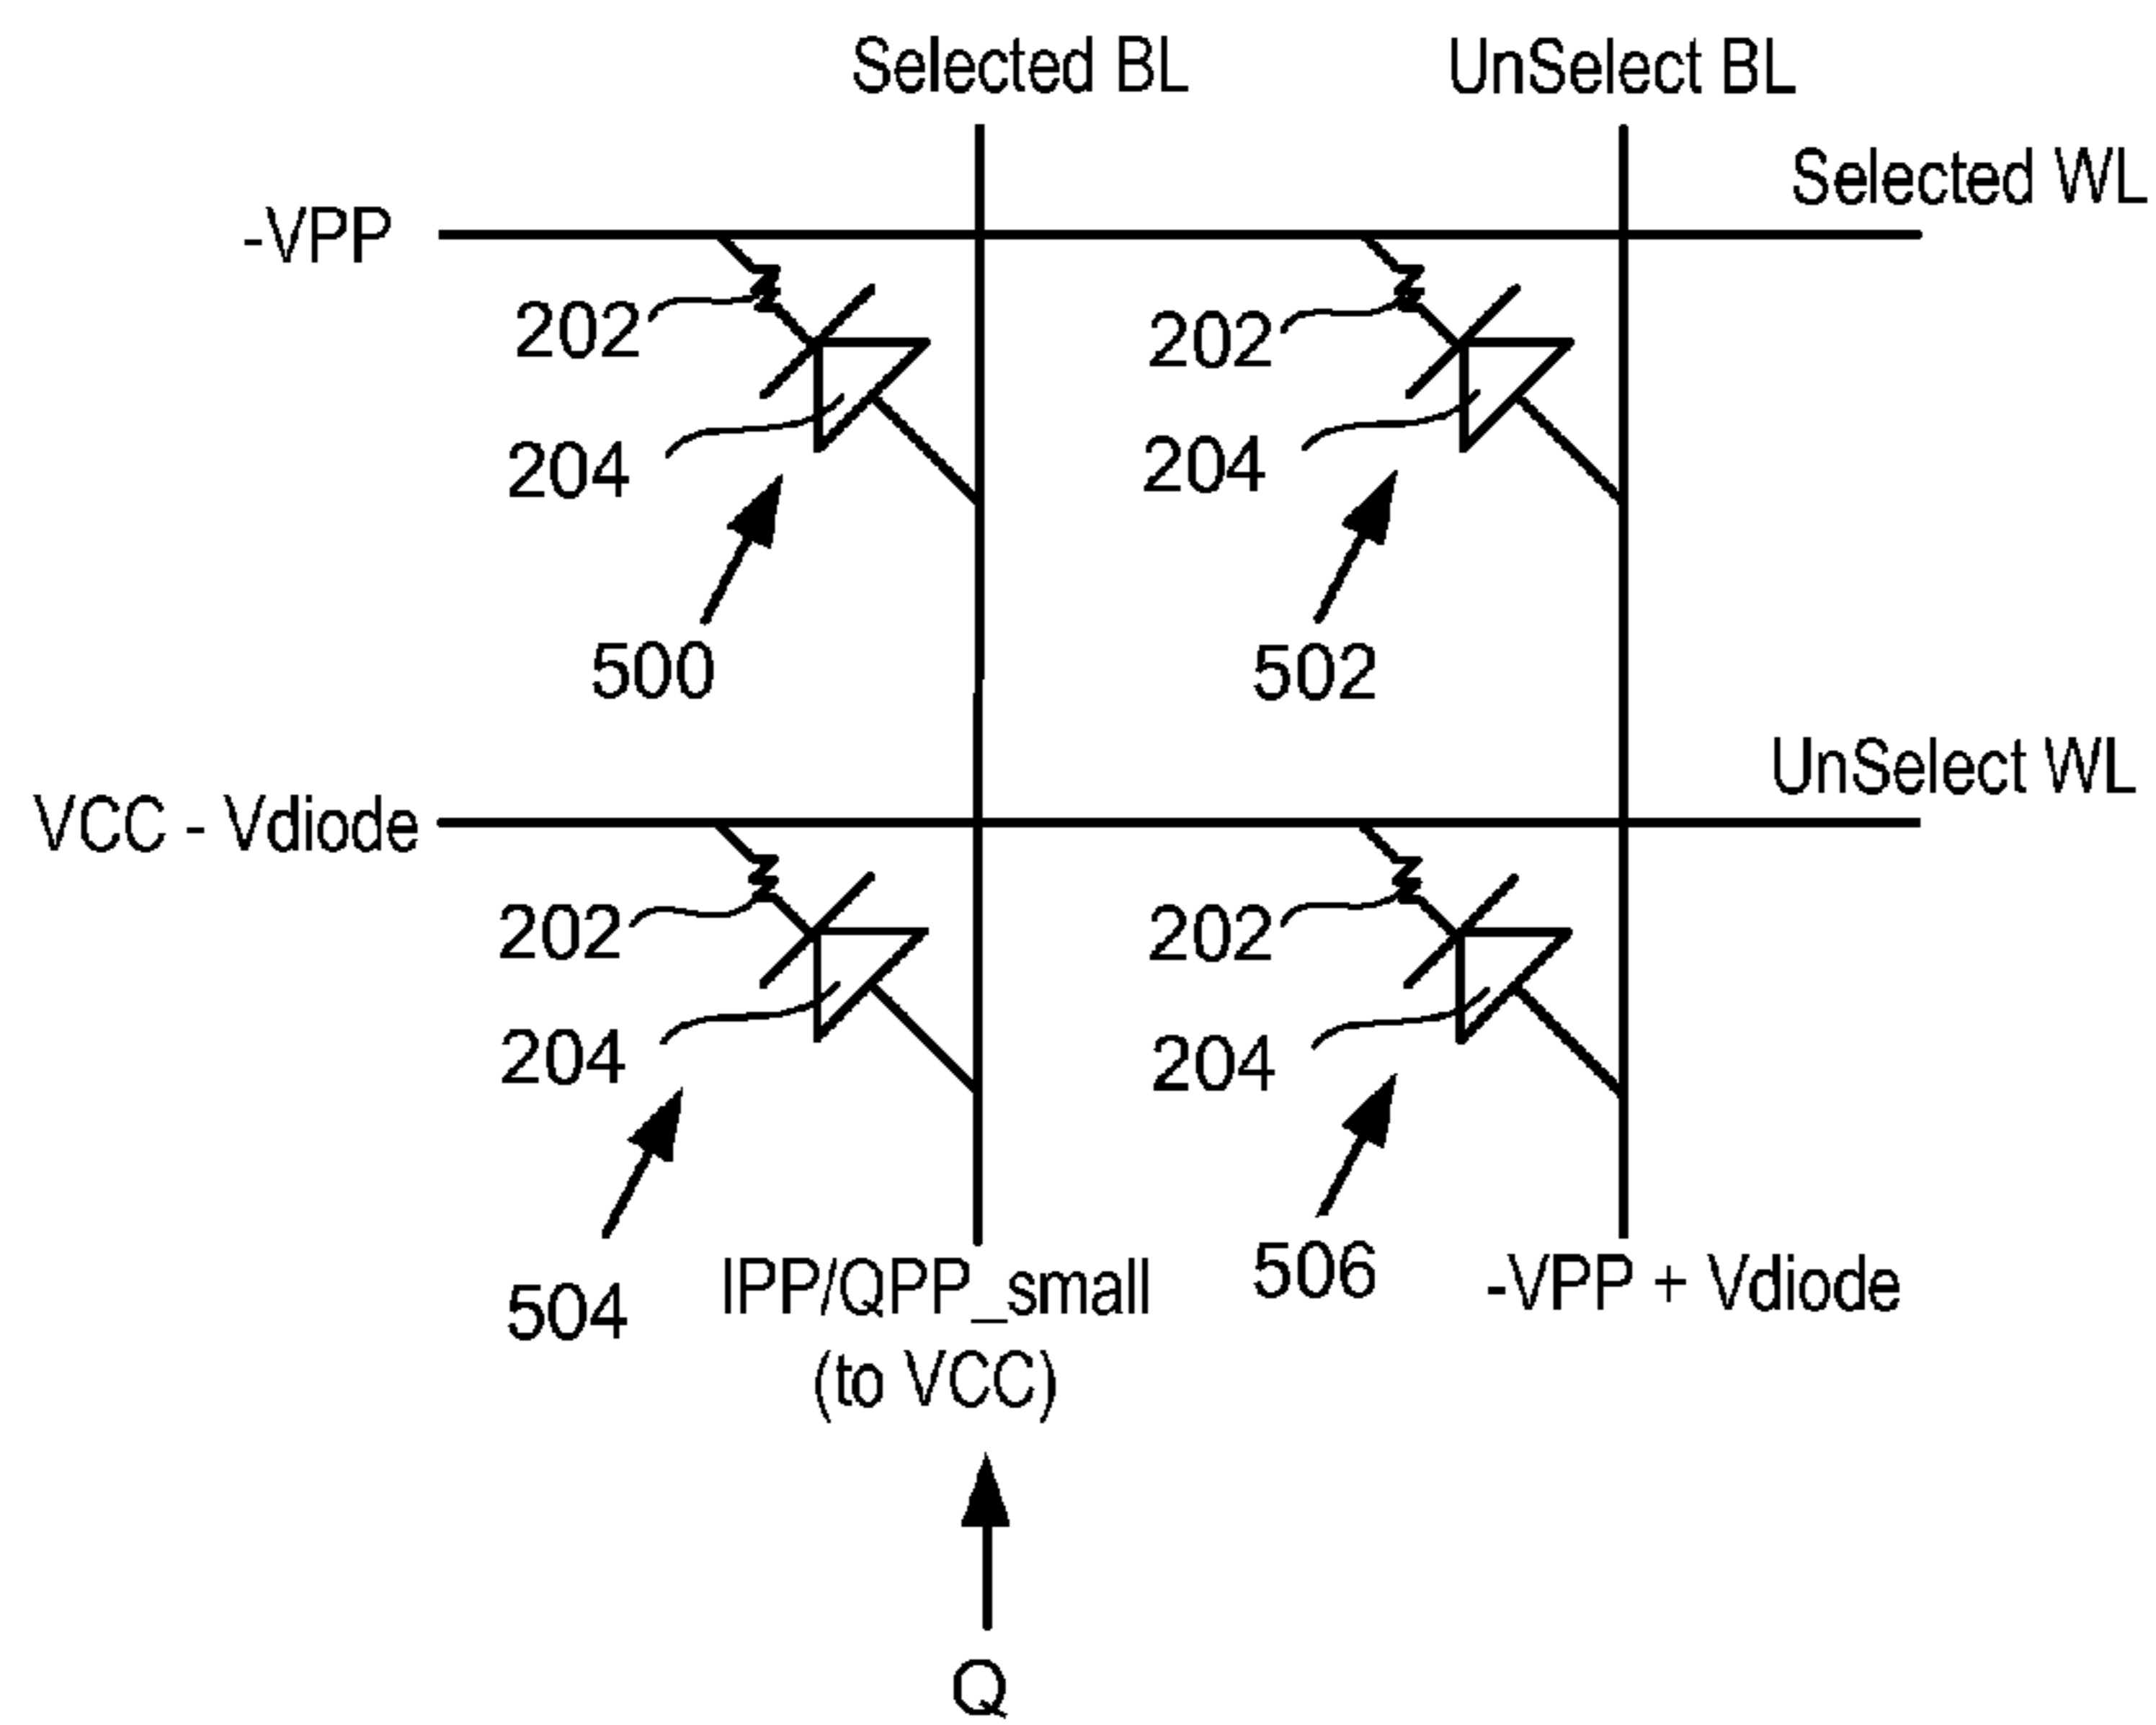 Selected BL
UnSelect BL
Selected WL
-VPP
202
202
204
204
500
502
UnSelect WL
VCC - Vdiode
202
202
204
204
504
IPP/QPP_small
(to VCC)
506
-VPP + Vdiode
Q